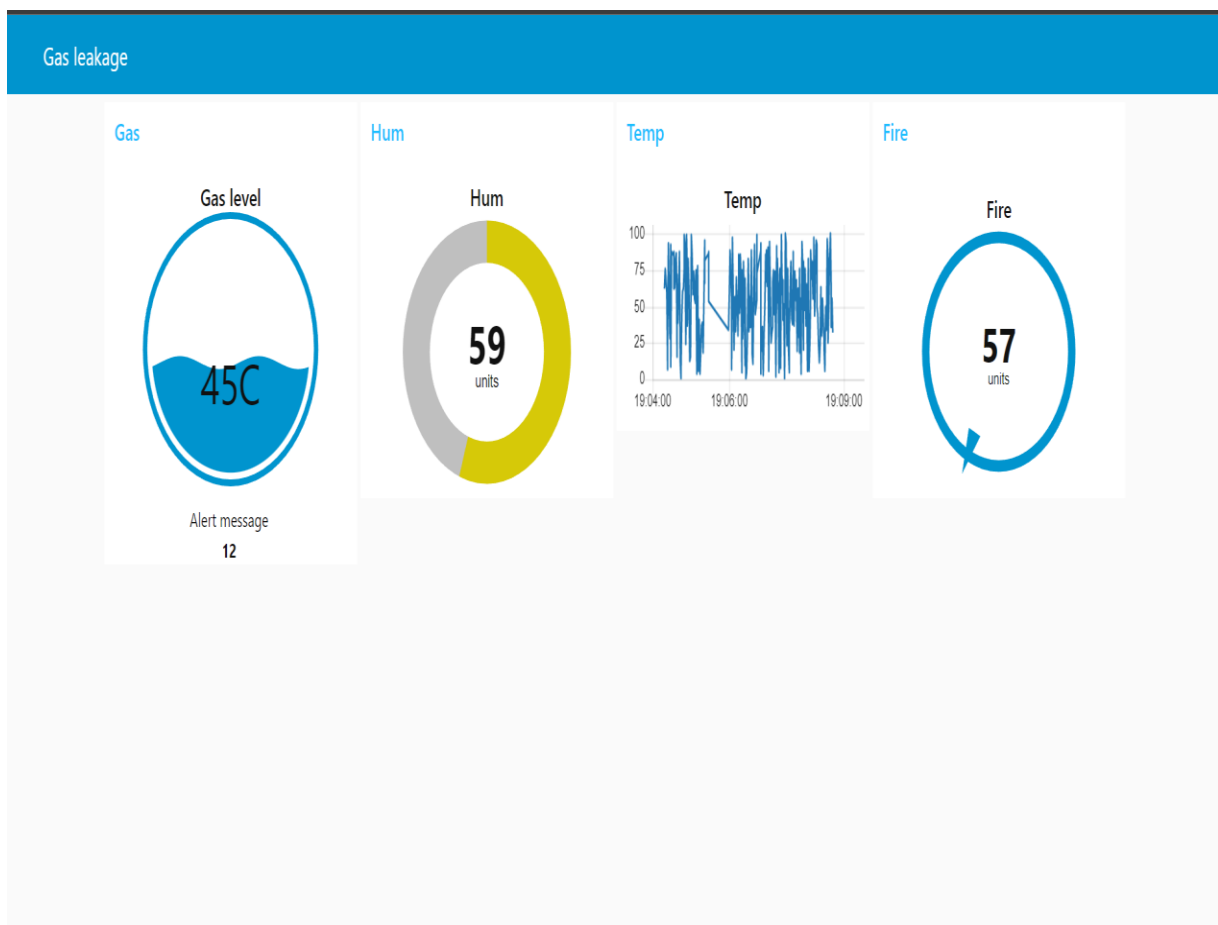 Gas leakage
Gas
Gas level
45C
Alert message
12
Hum
Hum
59
units
Temp
Temp
100
75
50
25
0
19:04:00 19:06:00 19:09:00
Fire
Fire
57
units